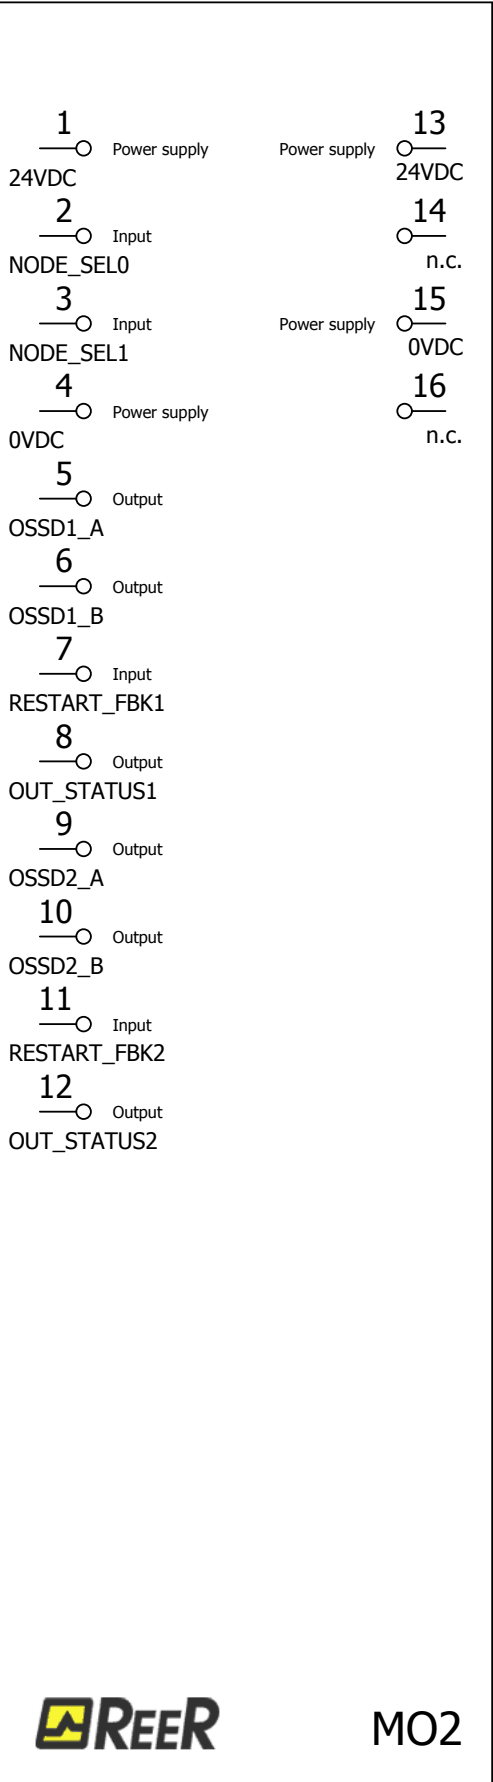 1 13
Power supply Power supply
24VDC 24VDC
2 14
Input
NODE_SEL0 n.c.
3 15
Input Power supply
NODE_SEL1 0VDC
4 16
Power supply
0VDC n.c.
5
Output
OSSD1_A
6
Output
OSSD1_B
7
Input
RESTART_FBK1
8
Output
OUT_STATUS1
9
Output
OSSD2_A
10
Output
OSSD2_B
11
Input
RESTART_FBK2
12
Output
OUT_STATUS2
REER MO2